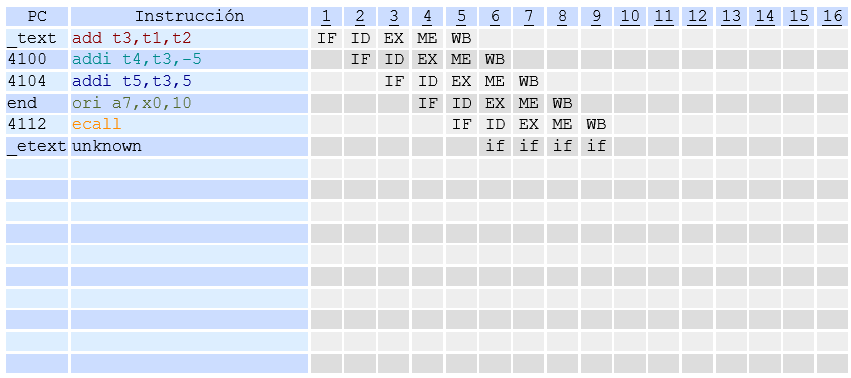 PC Instrucción 1 2 3 4 5 6 7 8 9 10 11 12 13 14 15 16
_text add t3,t1,t2 IF ID EX ME WB
4100 addi t4,t3,-5 IF ID EX ME WB
4104 addi t5,t3,5 IF ID EX ME WB
end ori a7,x0,10 IF ID EX ME WB
4112 ecall IF ID EX ME WB
_etext unknown if if if if